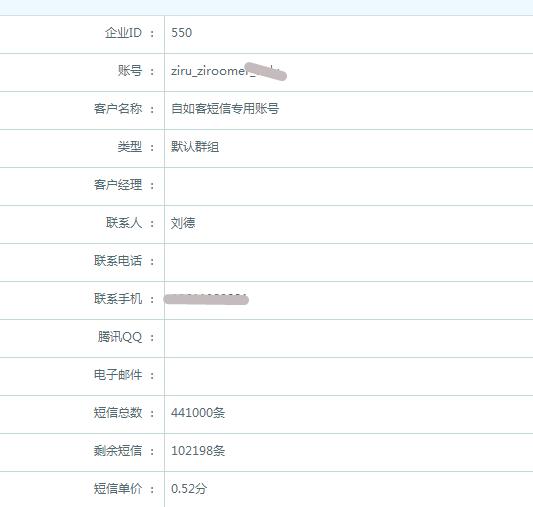 企业ID ： 550
账号 ： ziru_ziroomer_
客户名称 ： 自如客短信专用账号
类型 ： 默认群组
客户经理 ：
联系人 ： 刘德
联系电话 ：
联系手机 ：
腾讯QQ ：
电子邮件 ：
短信总数 ： 441000条
剩余短信 ： 102198条
短信单价 ： 0.52分